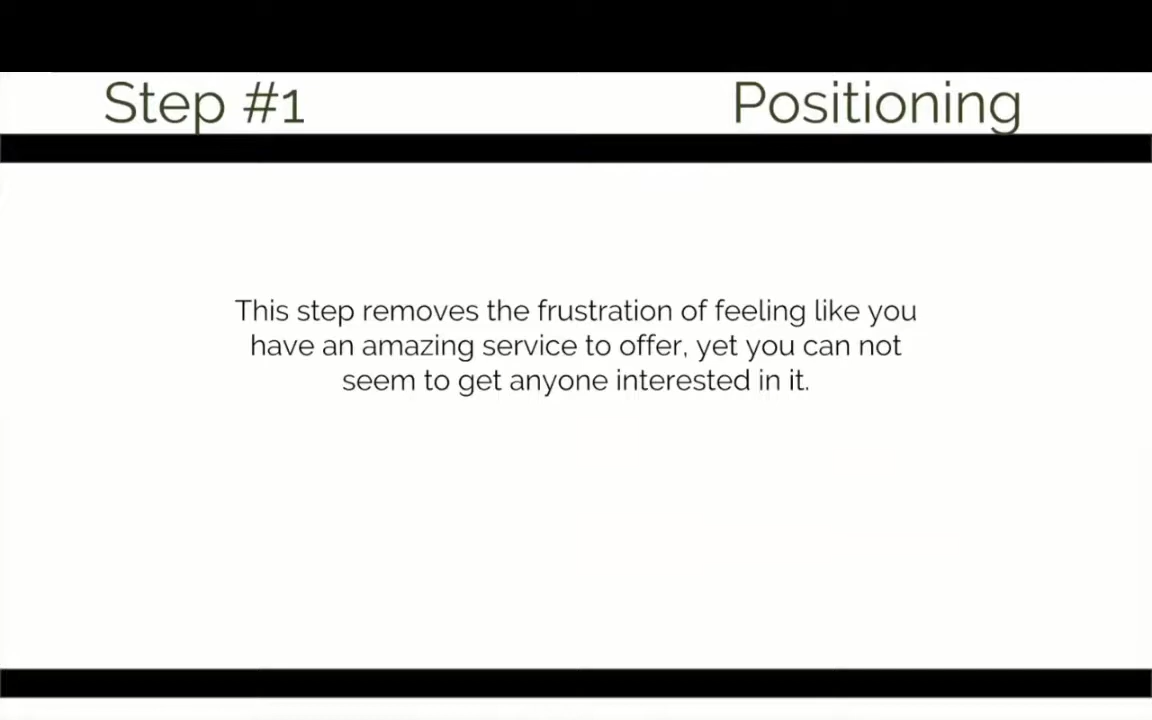 Step #1 Positioning
This step removes the frustration of feeling like you
have an amazing service to offer, yet you can not
seem to get anyone interested in it.